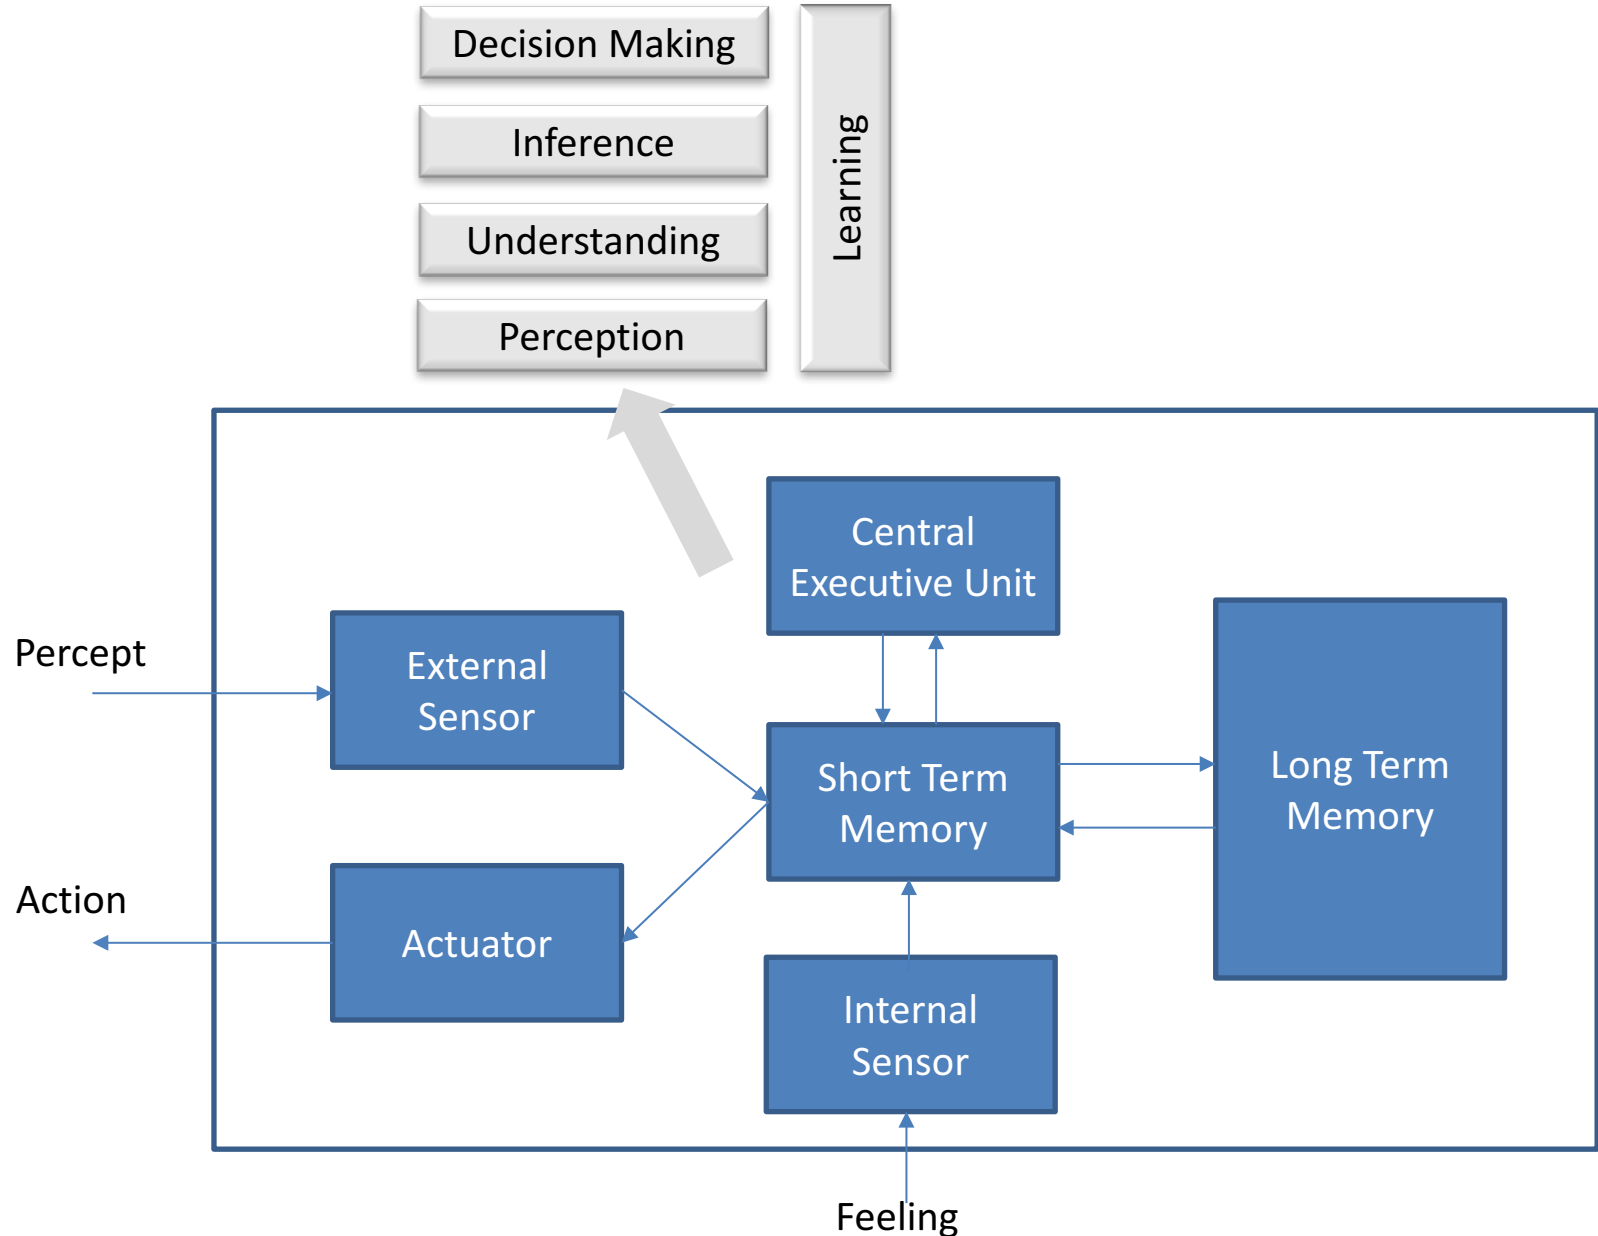 Decision Making
Inference
Understanding
Perception
Learning
Central
Executive Unit
Percept
External
Sensor
Short Term
Memory
Long Term
Memory
Action
Actuator
Internal
Sensor
Feeling